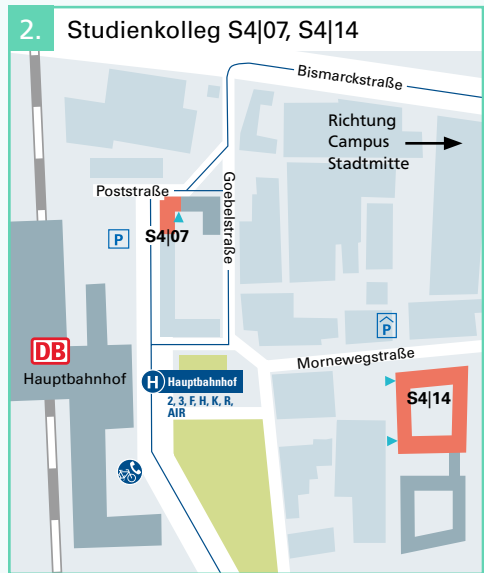 2. Studienkolleg S4|07, S4|14
Bismarckstraße
Richtung
Campus
Stadtmitte
Poststraße
Goebelstraße
P
S4|07
P
DB
Hauptbahnhof
Mornewegstraße
H Hauptbahnhof
2, 3, F, H, K, R,
AIR
S4|14